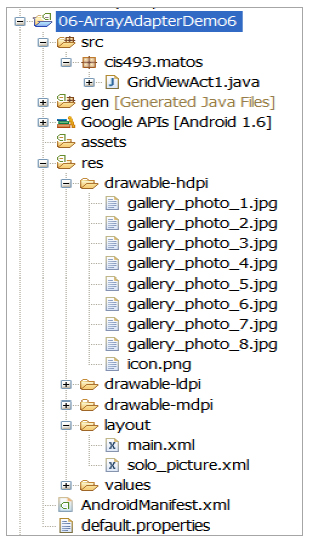 06-ArrayAdapterDemo6
src
cis493.matos
GridViewAct1.java
gen [Generated Java Files]
Google APIs [Android 1.6]
assets
res
drawable-hdpi
gallery_photo_1.jpg
gallery_photo_2.jpg
gallery_photo_3.jpg
gallery_photo_4.jpg
gallery_photo_5.jpg
gallery_photo_6.jpg
gallery_photo_7.jpg
gallery_photo_8.jpg
icon.png
drawable-ldpi
drawable-mdpi
layout
main.xml
solo_picture.xml
values
AndroidManifest.xml
default.properties